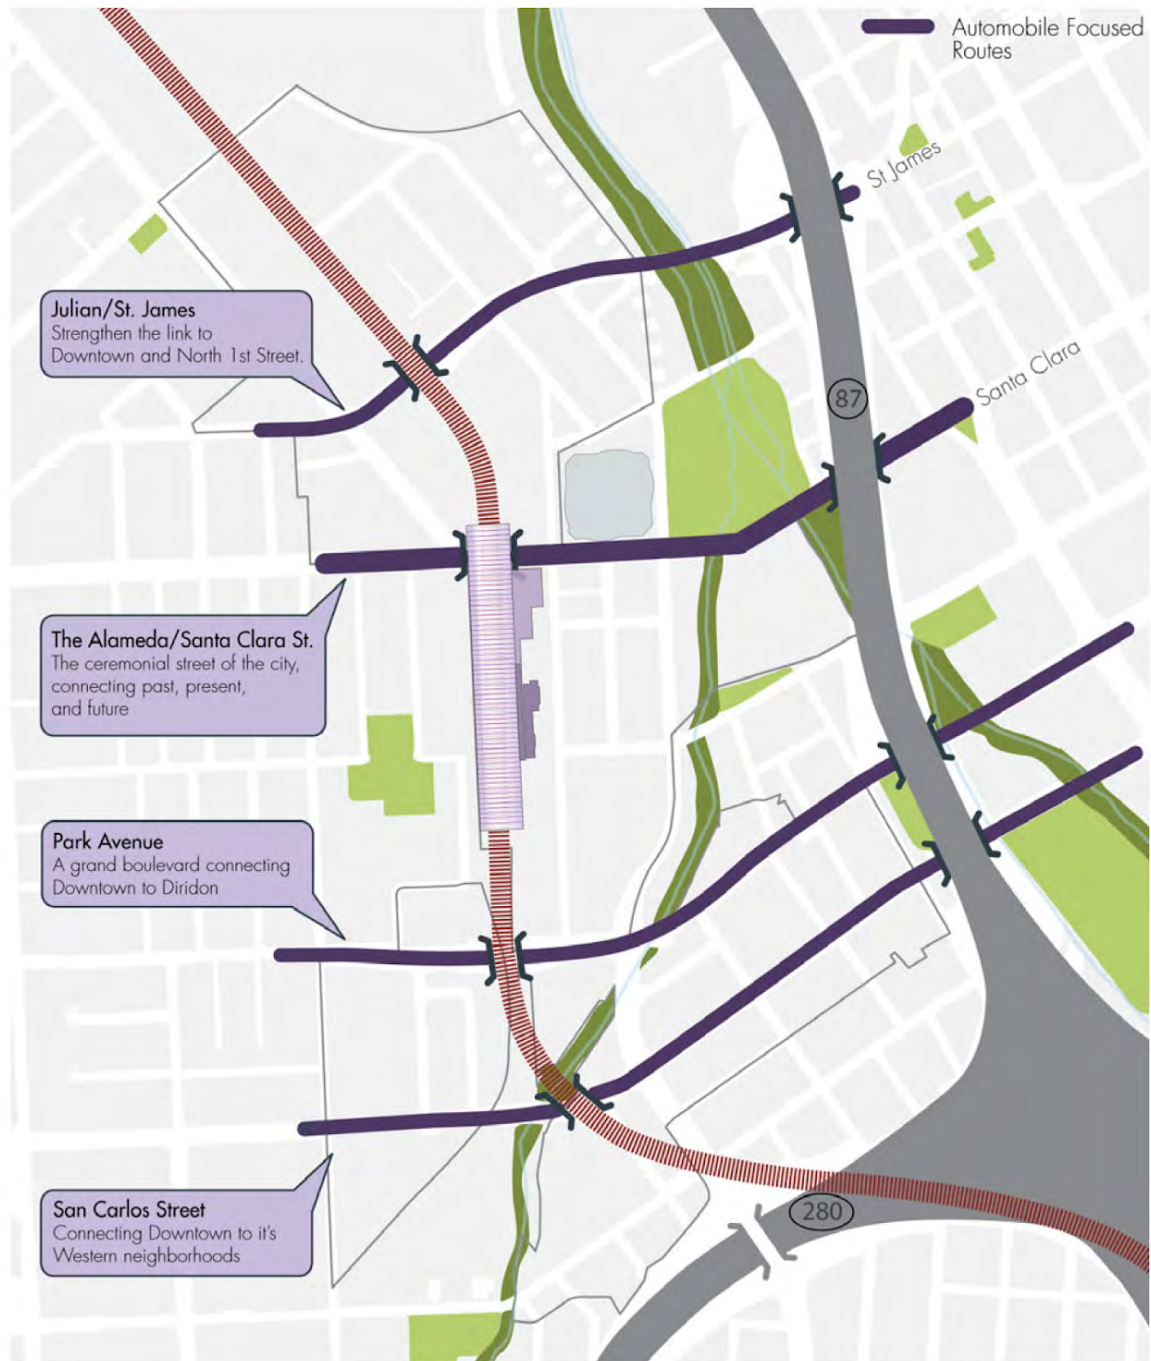 Automobile Focused
Routes
St James
Julian/St. James
Strengthen the link to
Downtown and North 1st Street.
Santa Clara
87
The Alameda/Santa Clara St.
The ceremonial street of the city,
connecting past, present,
and future
Park Avenue
A grand boulevard connecting
Downtown to Diridon
San Carlos Street
Connecting Downtown to it's
Western neighborhoods
280